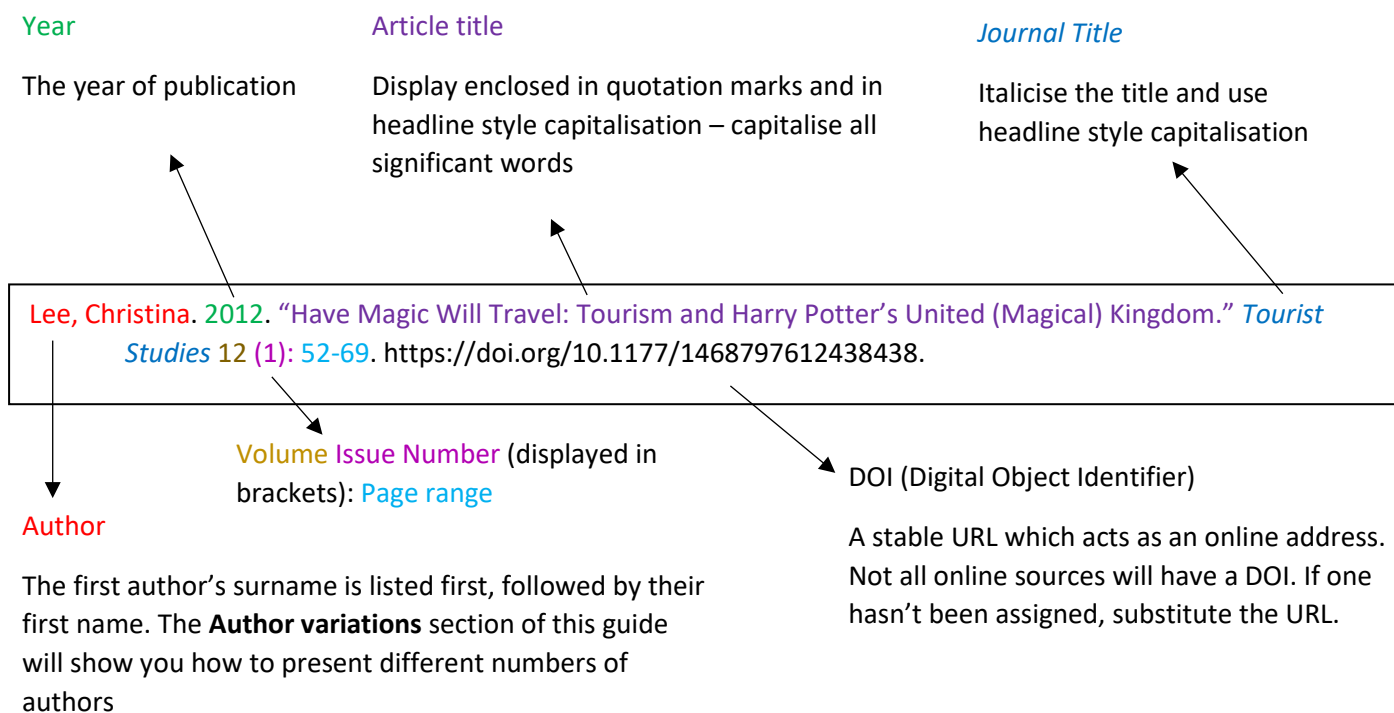 Year
The year of publication
Article title
Display enclosed in quotation marks and in
headline style capitalisation – capitalise all
significant words
Journal Title
Italicise the title and use
headline style capitalisation
Lee, Christina. 2012. “Have Magic Will Travel: Tourism and Harry Potter’s United (Magical) Kingdom.” Tourist
Studies 12 (1): 52-69. https://doi.org/10.1177/1468797612438438.
Volume Issue Number (displayed in
brackets): Page range
Author
The first author’s surname is listed first, followed by their
first name. The Author variations section of this guide
will show you how to present different numbers of
authors
DOI (Digital Object Identifier)
A stable URL which acts as an online address.
Not all online sources will have a DOI. If one
hasn’t been assigned, substitute the URL.